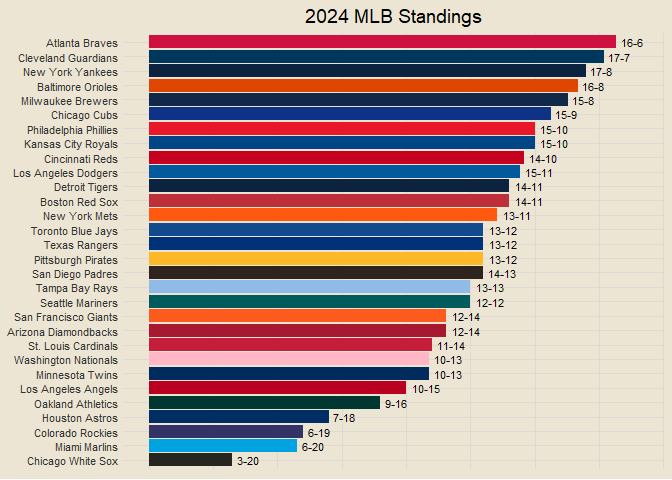 2024 MLB Standings
Atlanta Braves 16-6
Cleveland Guardians 17-7
New York Yankees 17-8
Baltimore Orioles 16-8
Milwaukee Brewers 15-8
Chicago Cubs 15-9
Philadelphia Phillies 15-10
Kansas City Royals 15-10
Cincinnati Reds 14-10
Los Angeles Dodgers 15-11
Detroit Tigers 14-11
Boston Red Sox 14-11
New York Mets 13-11
Toronto Blue Jays 13-12
Texas Rangers 13-12
Pittsburgh Pirates 13-12
San Diego Padres 14-13
Tampa Bay Rays 13-13
Seattle Mariners 12-12
San Francisco Giants 12-14
Arizona Diamondbacks 12-14
St. Louis Cardinals 11-14
Washington Nationals 10-13
Minnesota Twins 10-13
Los Angeles Angels 10-15
Oakland Athletics 9-16
Houston Astros 7-18
Colorado Rockies 6-19
Miami Marlins 6-20
Chicago White Sox 3-20